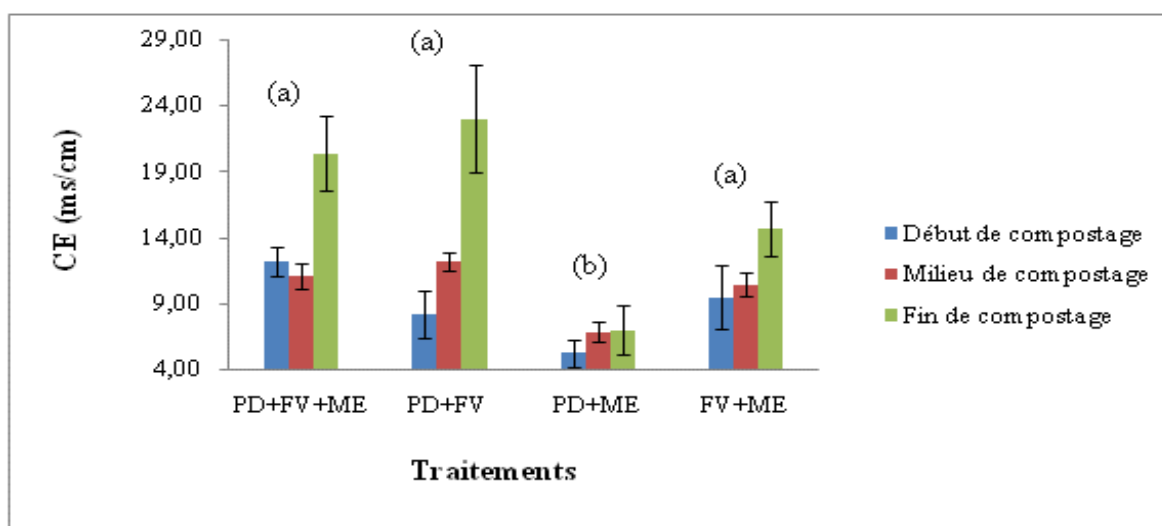 29,00
24,00
19,00
14,00
9,00
4,00
CE (ms/cm)
(a)
(a)
(b)
(a)
PD+FV+ME
PD+FV
PD+ME
FV+ME
Traitements
Début de compostage
Milieu de compostage
Fin de compostage